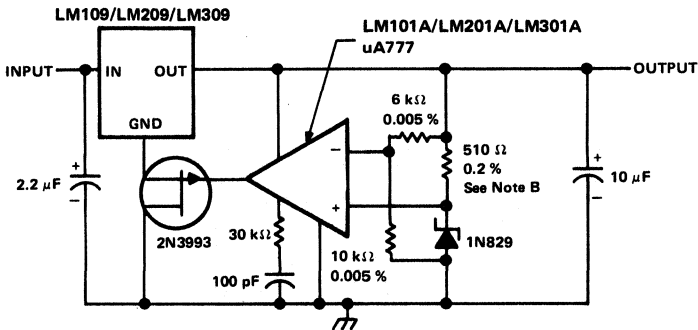 LM109/LM209/LM309
LM101A/LM201A/LM301A
uA777
INPUT
IN
OUT
OUTPUT
GND
6 kΩ
0.005 %
510 Ω
0.2 %
See Note B
+
2.2 μF
−
−
+
+
10 μF
−
2N3993
30 kΩ
1N829
10 kΩ
0.005 %
100 pF